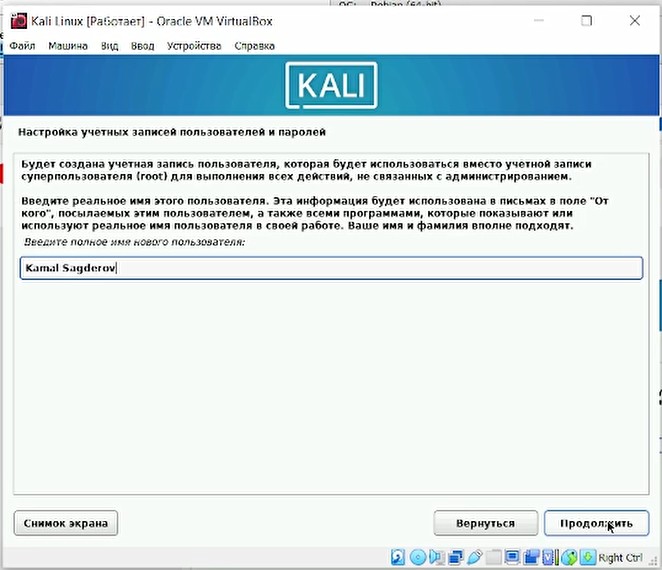 Kali Linux [Работает] - Oracle VM VirtualBox
Файл Машина Вид Ввод Устройства Справка
KALI
Настройка учётных записей пользователей и паролей
Будет создана учётная запись пользователя, которая будет использоваться вместо учётной записи
суперпользователя (root) для выполнения всех действий, не связанных с администрированием.
Введите реальное имя этого пользователя. Эта информация будет использована в письмах в поле "От
кого", посылаемых этим пользователем, а также всеми программами, которые показывают или
используют реальное имя пользователя в своей работе. Ваше имя и фамилия вполне подходят.
Введите полное имя нового пользователя:
Kamal Sagderov
Снимок экрана
Вернуться
Продолжить
Right Ctrl